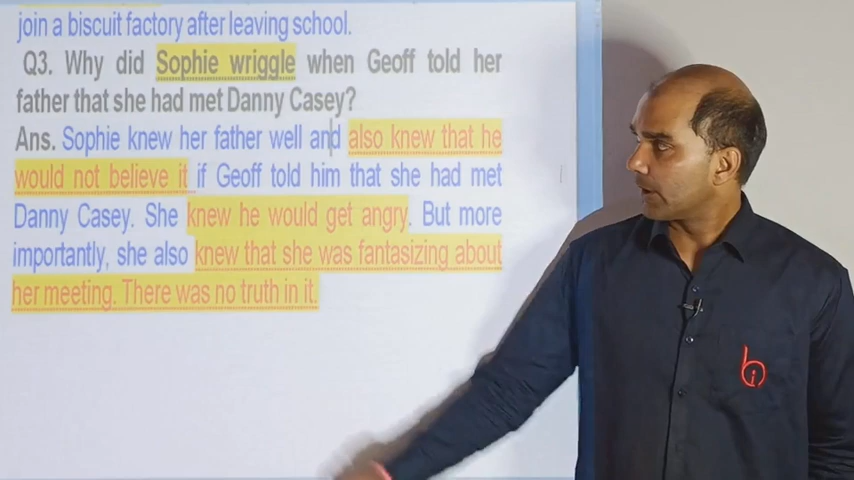 join a biscuit factory after leaving school.
Q3. Why did Sophie wriggle when Geoff told her
father that she had met Danny Casey?
Ans. Sophie knew her father well and also knew that he
would not believe it if Geoff told him that she had met
Danny Casey. She knew he would get angry. But more
importantly, she also knew that she was fantasizing about
her meeting. There was no truth in it.
bi